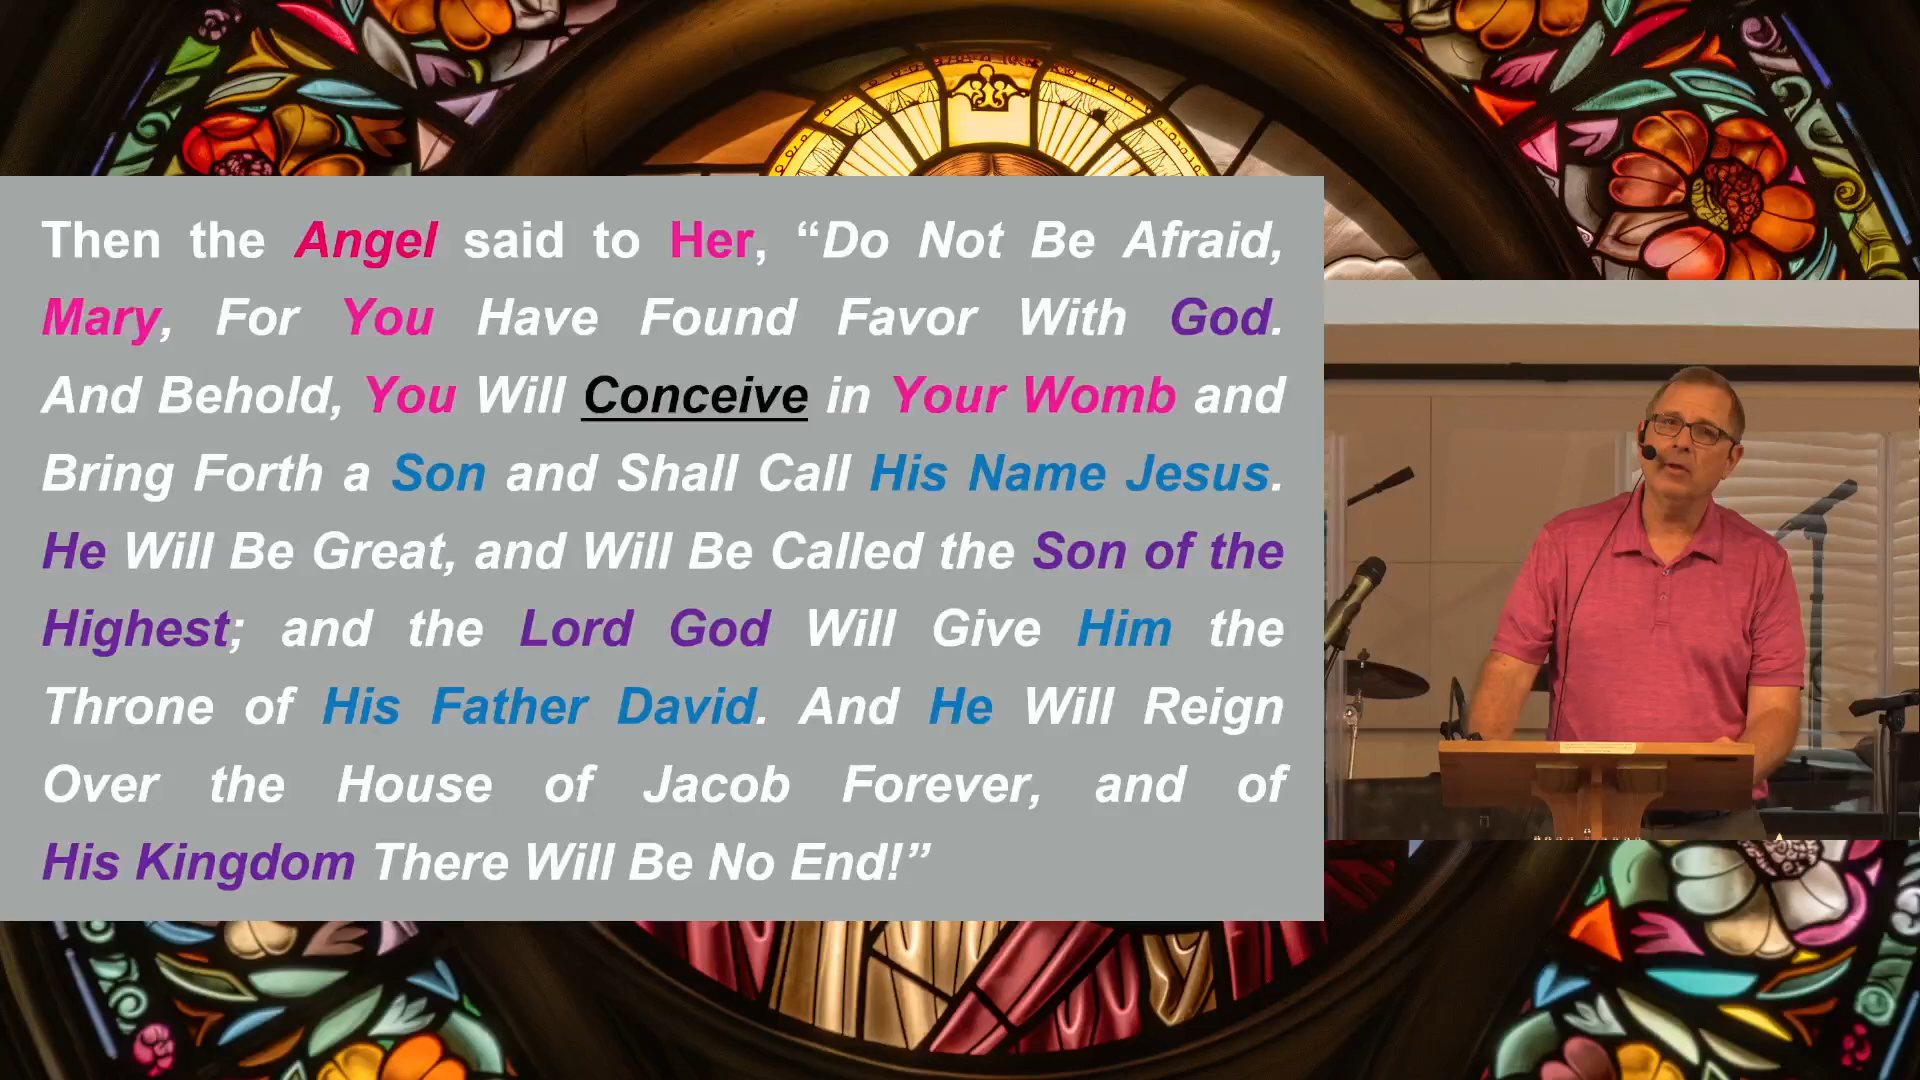 Then the Angel said to Her, “Do Not Be Afraid,
Mary, For You Have Found Favor With God.
And Behold, You Will Conceive in Your Womb and
Bring Forth a Son and Shall Call His Name Jesus.
He Will Be Great, and Will Be Called the Son of the
Highest; and the Lord God Will Give Him the
Throne of His Father David. And He Will Reign
Over the House of Jacob Forever, and of
His Kingdom There Will Be No End!”